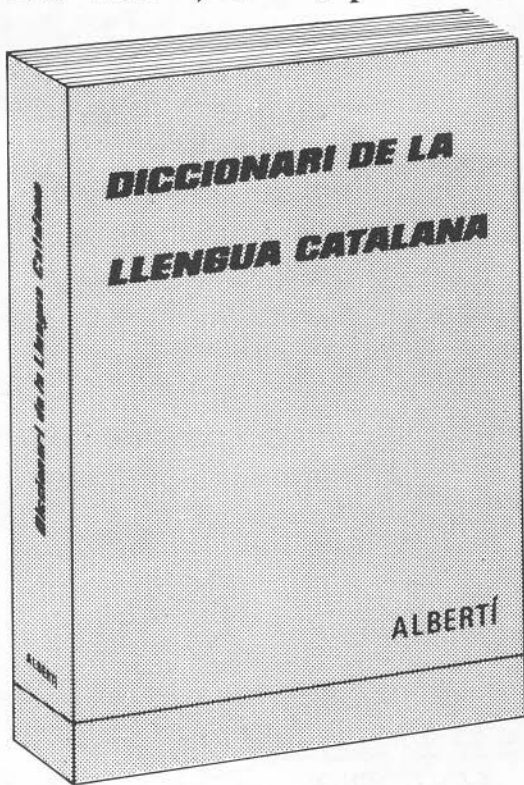 DICCIONARI DE LA
LLENGUA CATALANA
ALBERTÍ
Diccionari de la Llengua Catalana
ALBERTÍ